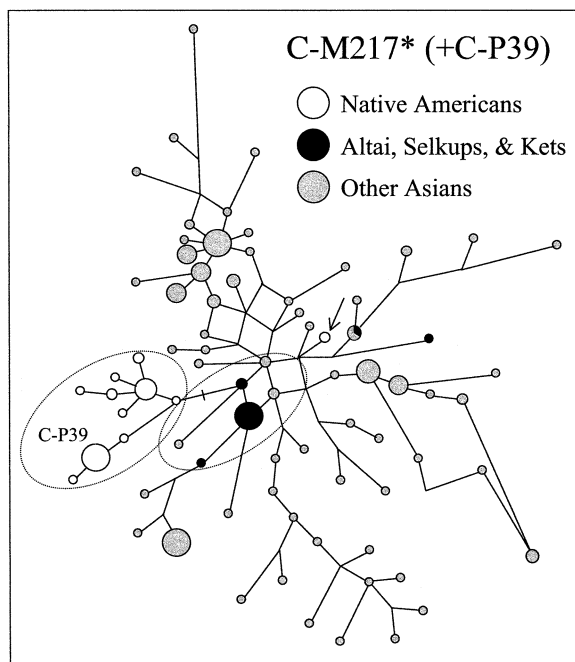 C-M217* (+C-P39)
Native Americans
Altai, Selkups, & Kets
Other Asians
C-P39